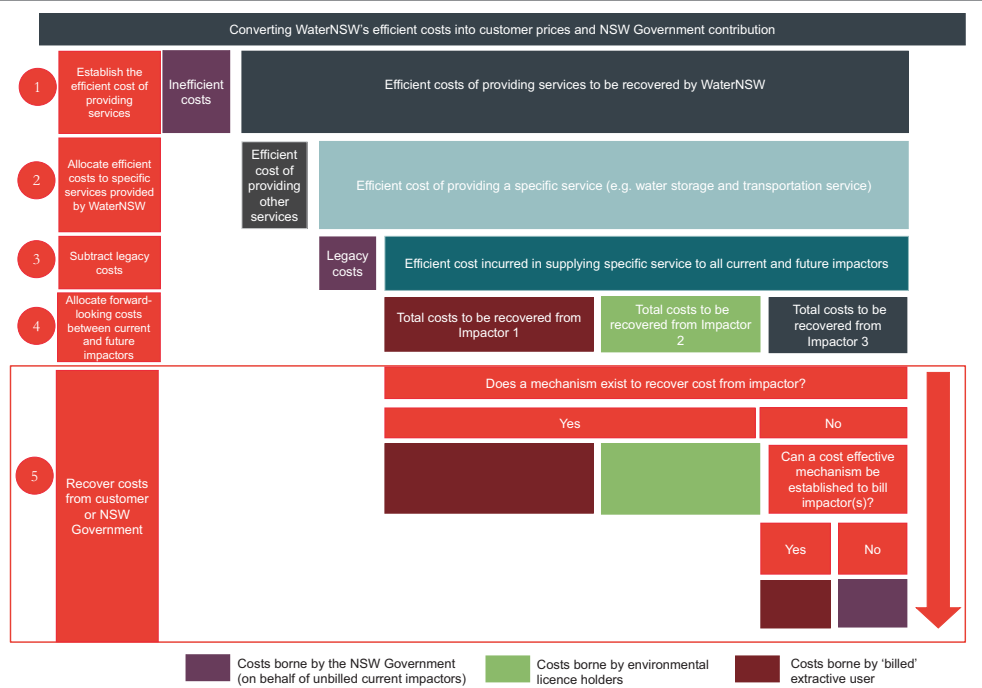 Converting WaterNSW's efficient costs into customer prices and NSW Government contribution
1
Establish the
efficient cost of
providing
services
Inefficient
costs
Efficient costs of providing services to be recovered by WaterNSW
2
Allocate efficient
costs to specific
services provided
by WaterNSW
Efficient
cost of
providing
other
services
Efficient cost of providing a specific service (e.g. water storage and transportation service)
3
Subtract legacy
costs
Legacy
costs
Efficient cost incurred in supplying specific service to all current and future impactors
4
Allocate forward-
looking costs
between current
and future
impactors
Total costs to be recovered from
Impactor 1
Total costs to be
recovered from Impactor
2
Total costs to be
recovered from
Impactor 3
5
Recover costs
from customer
or NSW
Government
Does a mechanism exist to recover cost from impactor?
Yes
No
Can a cost effective
mechanism be
established to bill
impactor(s)?
Yes
No
Costs borne by the NSW Government
(on behalf of unbilled current impactors)
Costs borne by environmental
licence holders
Costs borne by 'billed'
extractive user